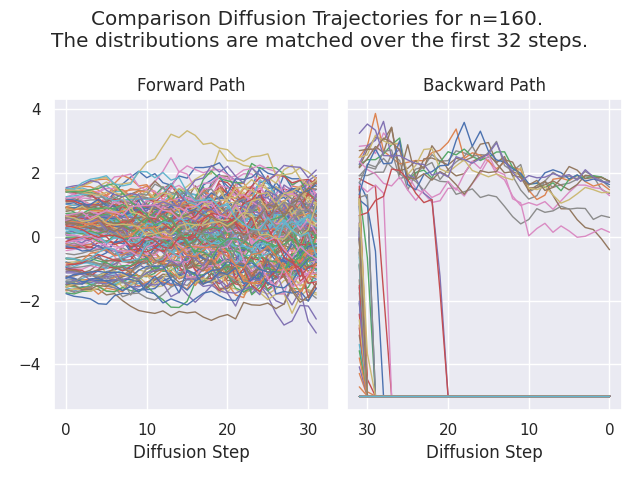 Comparison Diffusion Trajectories for n=160.
The distributions are matched over the first 32 steps.
Forward Path
Backward Path
4
2
0
−2
−4
0 10 20 30
30 20 10 0
Diffusion Step
Diffusion Step